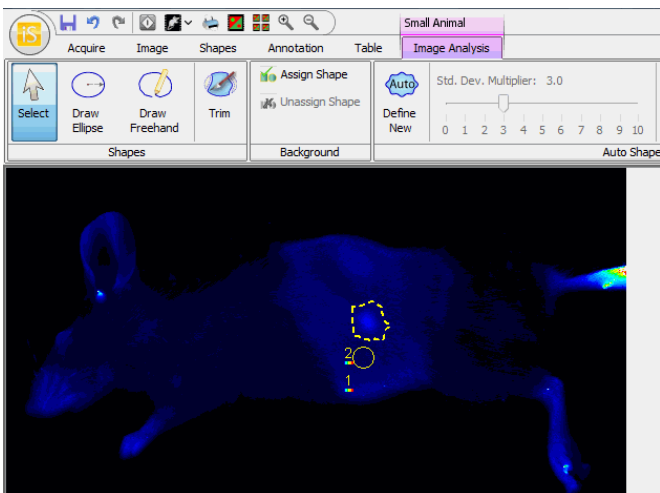 iS
Small Animal
Acquire Image Shapes Annotation Table Image Analysis
Select
Draw Ellipse
Draw Freehand
Trim
Shapes
Assign Shape
Unassign Shape
Background
Auto
Define New
Std. Dev. Multiplier: 3.0
0 1 2 3 4 5 6 7 8 9 10
Auto Shape
2
1